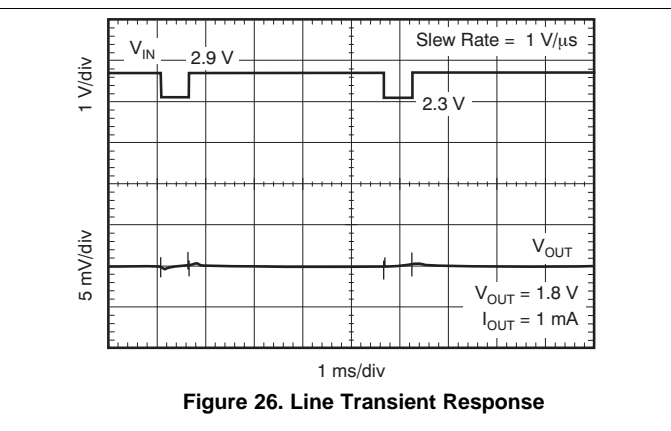 V_IN
2.9 V
Slew Rate = 1 V/μs
1 V/div
2.3 V
5 mV/div
V_OUT
V_OUT = 1.8 V
I_OUT = 1 mA
1 ms/div
Figure 26. Line Transient Response